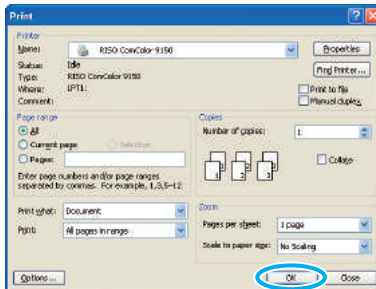 Print
Printer
Name: RISO ComColor 9150 Properties
Status: Idle
Type: RISO ComColor 9150 Find Printer...
Where: LPT1: Print to file
Comment: Manual duplex
Page range
All
Current page Selection
Pages:
Enter page numbers and/or page ranges
separated by commas. For example, 1,3,5–12
Copies
Number of copies: 1
Collate
Print what: Document
Print: All pages in range
Zoom
Pages per sheet: 1 page
Scale to paper size: No Scaling
Options... OK Close